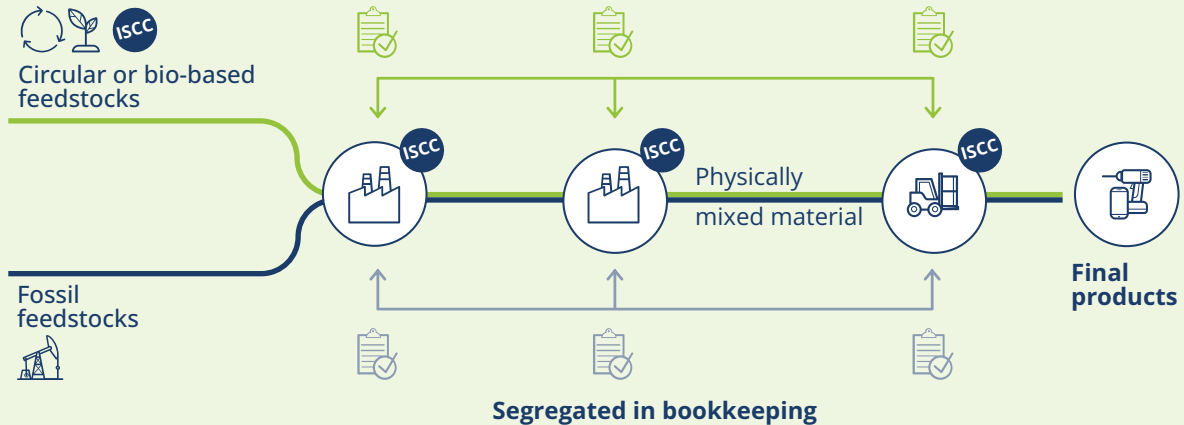 ISCC
Circular or bio-based
feedstocks
ISCC
ISCC
ISCC
Physically
mixed material
Fossil
feedstocks
Final
products
Segregated in bookkeeping